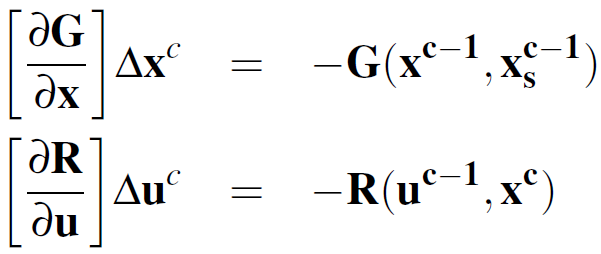 [∂G/∂x] Δx^c = −G(x^{c−1}, x_s^{c−1})
[∂R/∂u] Δu^c = −R(u^{c−1}, x^c)